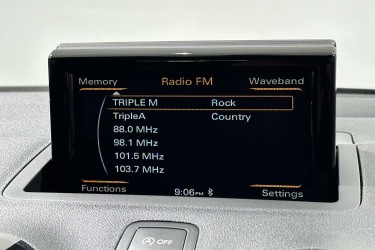 Memory Radio FM Waveband
TRIPLE M Rock
TripleA Country
88.0 MHz
98.1 MHz
101.5 MHz
103.7 MHz
Functions 9:06PM Settings
OFF